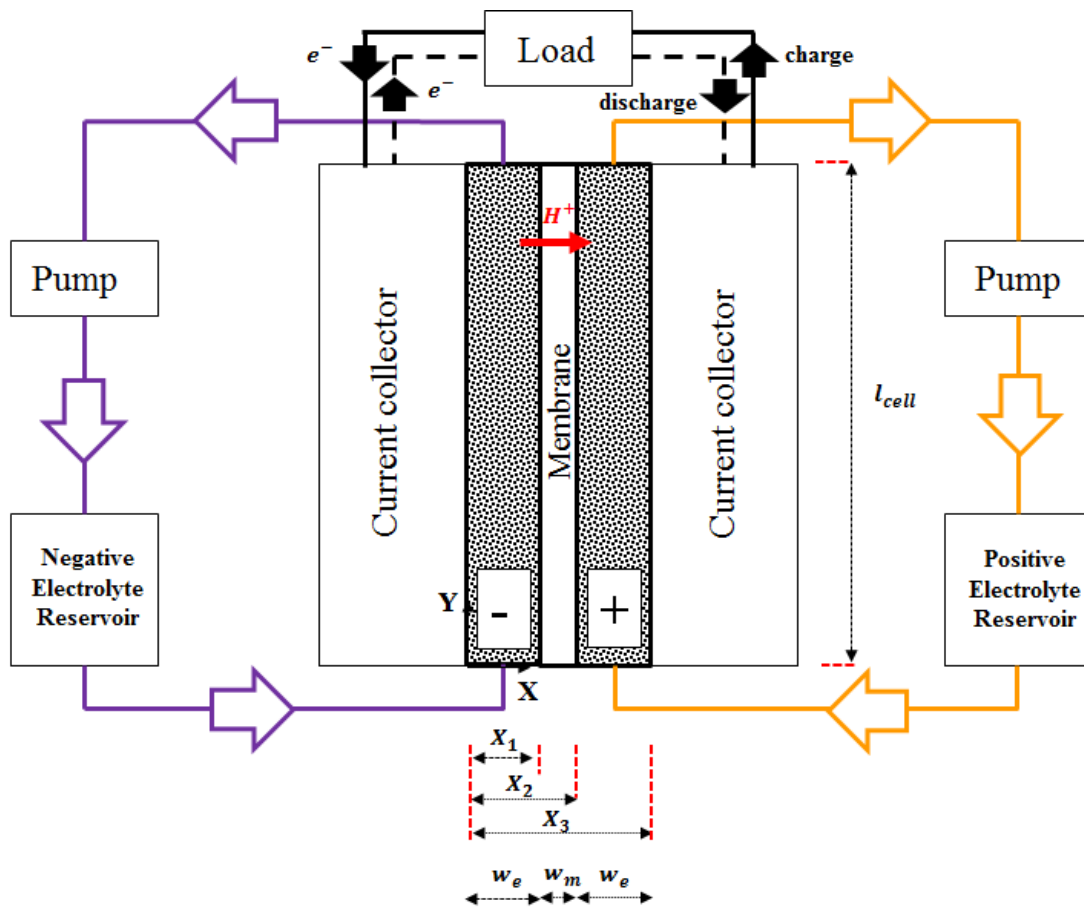 Load
e⁻
e⁻
charge
discharge
H⁺
Pump
Pump
Current collector
Membrane
Current collector
l_cell
Negative
Electrolyte
Reservoir
Positive
Electrolyte
Reservoir
Y
-
+
X
X₁
X₂
X₃
w_e
w_m
w_e